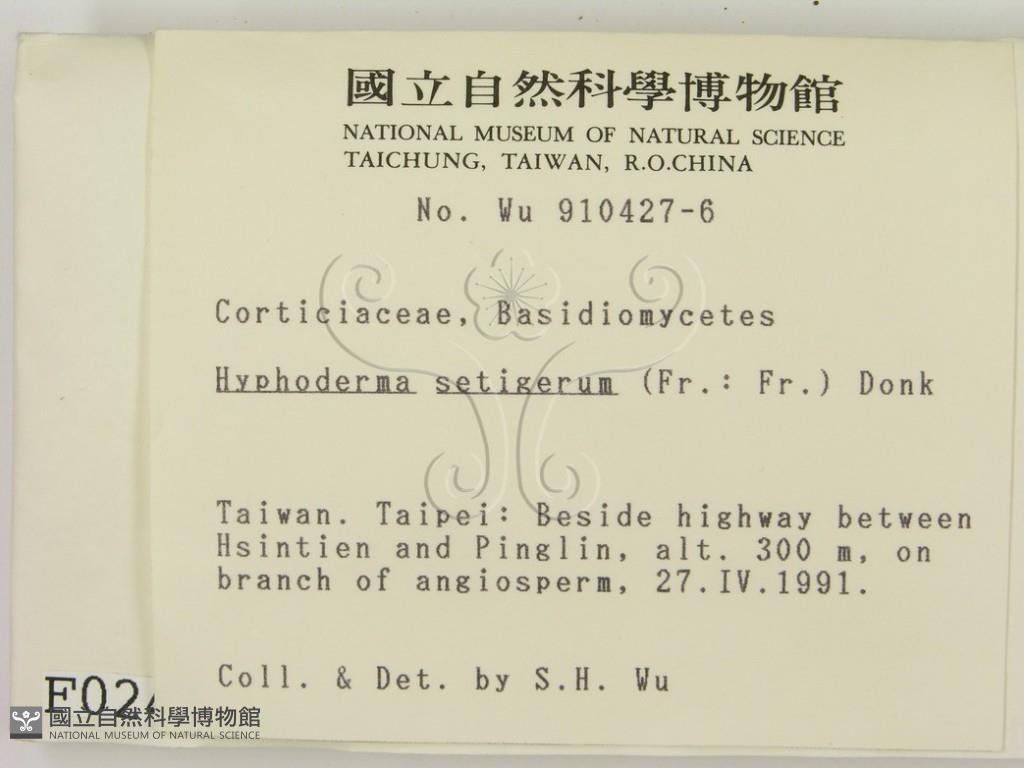 國立自然科學博物館
NATIONAL MUSEUM OF NATURAL SCIENCE
TAICHUNG, TAIWAN, R.O.CHINA
No. Wu 910427-6
Corticiaceae, Basidiomycetes
Hyphoderma setigerum (Fr.: Fr.) Donk
Taiwan. Taipei: Beside highway between
Hsintien and Pinglin, alt. 300 m, on
branch of angiosperm, 27.IV.1991.
Coll. & Det. by S.H. Wu
F02
國立自然科學博物館
NATIONAL MUSEUM OF NATURAL SCIENCE